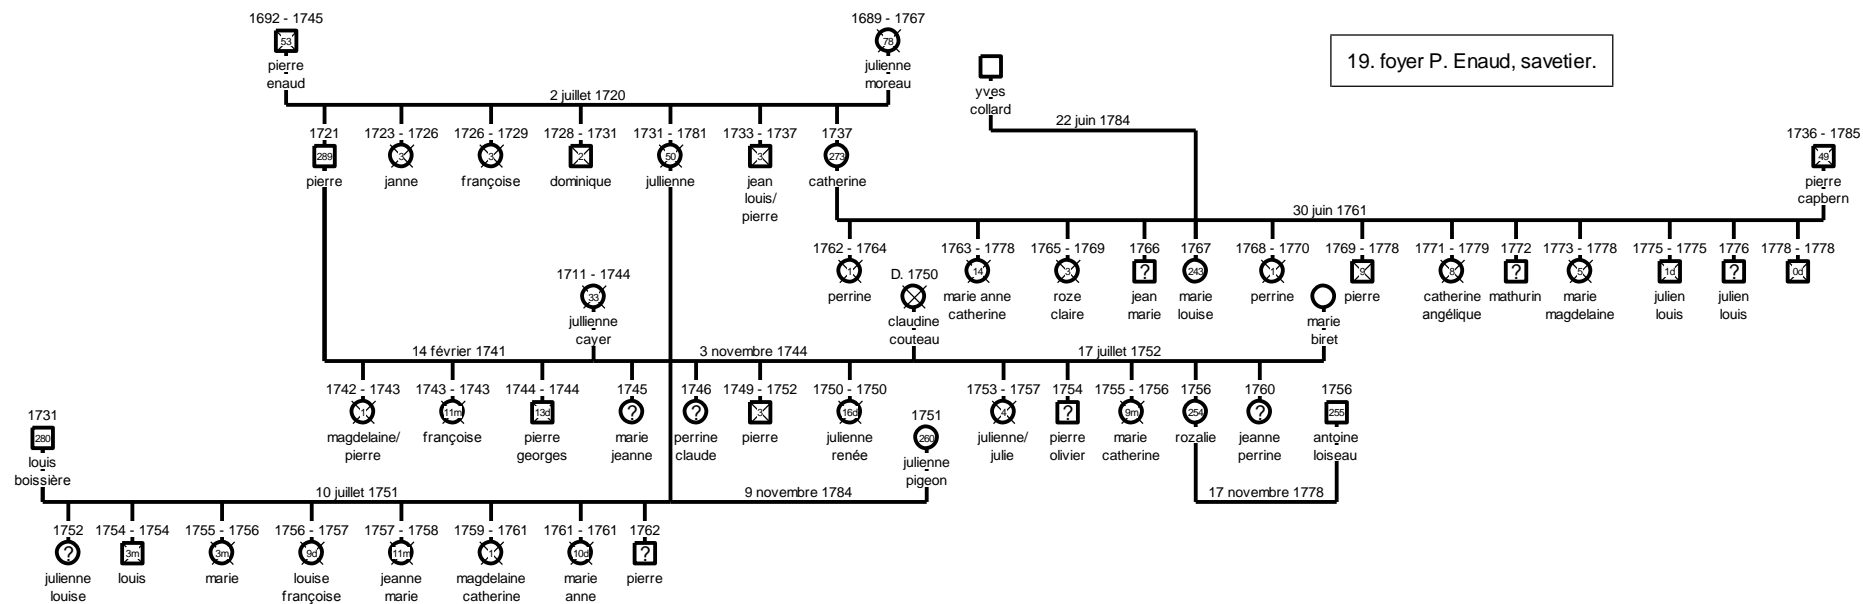 1692 - 1745
53
pierre
enaud
1689 - 1767
78
julienne
moreau
19. foyer P. Enaud, savetier.
yves
collard
2 juillet 1720
22 juin 1784
1721
289
pierre
1723 - 1726
3
janne
1726 - 1729
3
françoise
1728 - 1731
2
dominique
1731 - 1781
50
jullienne
1733 - 1737
3
jean
louis/
pierre
1737
273
catherine
1736 - 1785
49
pierre
capbern
30 juin 1761
1762 - 1764
1
perrine
1763 - 1778
14
marie anne
catherine
1765 - 1769
3
roze
claire
1766
?
jean
marie
1767
243
marie
louise
1768 - 1770
1
perrine
1769 - 1778
9
pierre
1771 - 1779
8
catherine
angélique
1772
?
mathurin
1773 - 1778
5
marie
magdelaine
1775 - 1775
1d
julien
louis
1776
?
julien
louis
1778 - 1778
0d
1711 - 1744
33
jullienne
cayer
D. 1750
claudine
couteau
marie
biret
14 février 1741
3 novembre 1744
17 juillet 1752
1742 - 1743
1
magdelaine/
pierre
1743 - 1743
11m
françoise
1744 - 1744
13d
pierre
georges
1745
?
marie
jeanne
1746
?
perrine
claude
1749 - 1752
3
pierre
1750 - 1750
16d
julienne
renée
1753 - 1757
4
julienne/
julie
1754
?
pierre
olivier
1755 - 1756
9m
marie
catherine
1756
254
rozalie
1760
?
jeanne
perrine
1756
255
antoine
loiseau
1731
280
louis
boissière
1751
260
julienne
pigeon
10 juillet 1751
9 novembre 1784
17 novembre 1778
1752
?
julienne
louise
1754 - 1754
3m
louis
1755 - 1756
3m
marie
1756 - 1757
9d
louise
françoise
1757 - 1758
11m
jeanne
marie
1759 - 1761
1
magdelaine
catherine
1761 - 1761
10d
marie
anne
1762
?
pierre